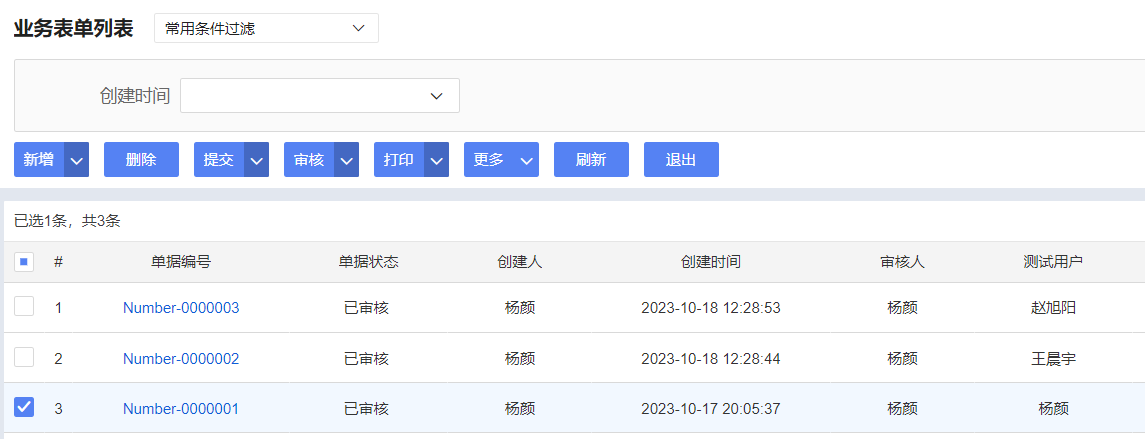 业务表单列表 常用条件过滤
创建时间
新增 删除 提交 审核 打印 更多 刷新 退出
已选1条，共3条
# 单据编号 单据状态 创建人 创建时间 审核人 测试用户
1 Number-0000003 已审核 杨颜 2023-10-18 12:28:53 杨颜 赵旭阳
2 Number-0000002 已审核 杨颜 2023-10-18 12:28:44 杨颜 王晨宇
3 Number-0000001 已审核 杨颜 2023-10-17 20:05:37 杨颜 杨颜